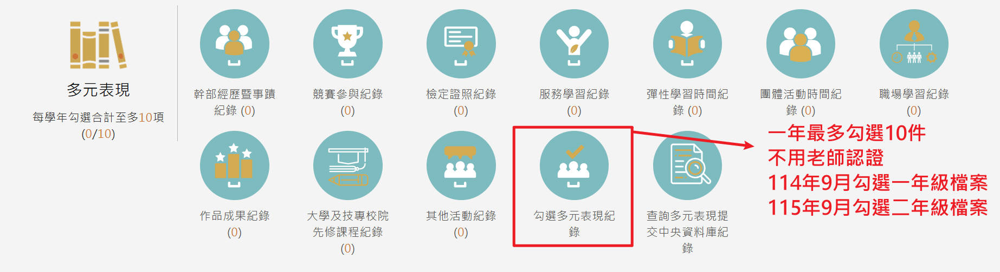 多元表現
每學年勾選合計至多10項
(0/10)
幹部經歷暨事蹟
紀錄 (0)
競賽參與紀錄
(0)
檢定證照紀錄
(0)
服務學習紀錄
(0)
彈性學習時間紀
錄 (0)
團體活動時間紀
錄 (0)
職場學習紀錄
(0)
作品成果紀錄
(0)
大學及技專校院
先修課程紀錄
(0)
其他活動紀錄
(0)
勾選多元表現紀
錄
查詢多元表現提
交中央資料庫紀
錄
一年最多勾選10件
不用老師認證
114年9月勾選一年級檔案
115年9月勾選二年級檔案